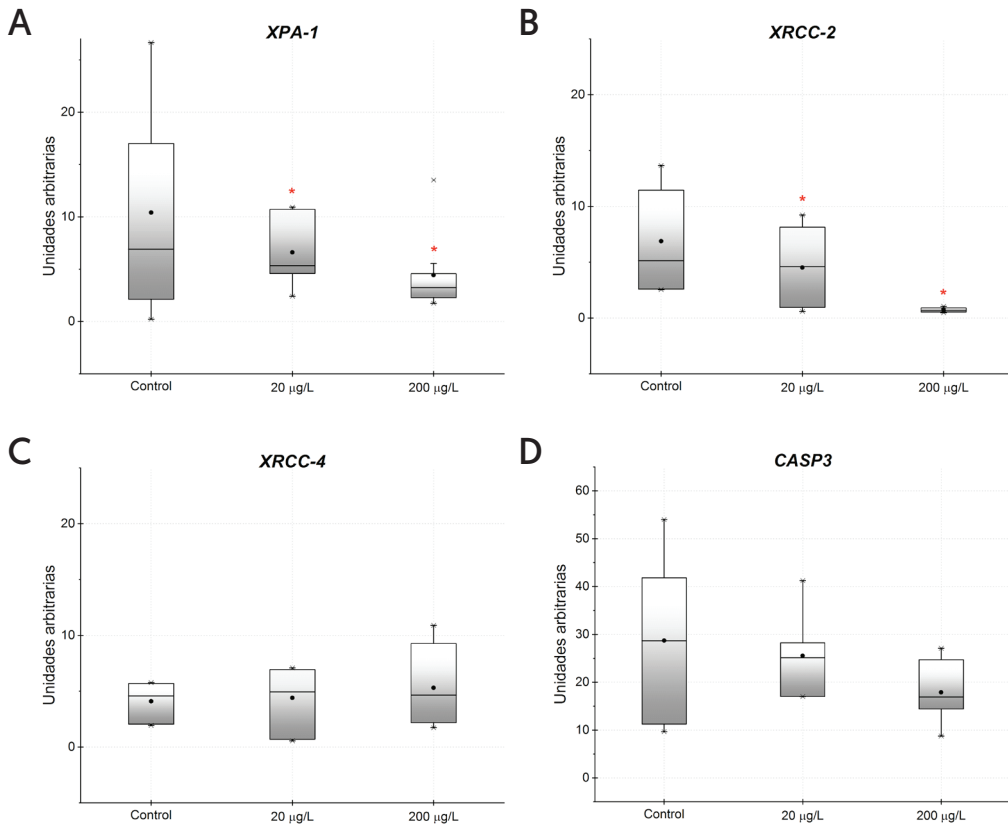 A
XPA-1
Unidades arbitrarias
20
10
0
*
*
Control
20 μg/L
200 μg/L
B
XRCC-2
Unidades arbitrarias
20
10
0
*
*
Control
20 μg/L
200 μg/L
C
XRCC-4
Unidades arbitrarias
20
10
0
Control
20 μg/L
200 μg/L
D
CASP3
Unidades arbitrarias
60
50
40
30
20
10
0
Control
20 μg/L
200 μg/L